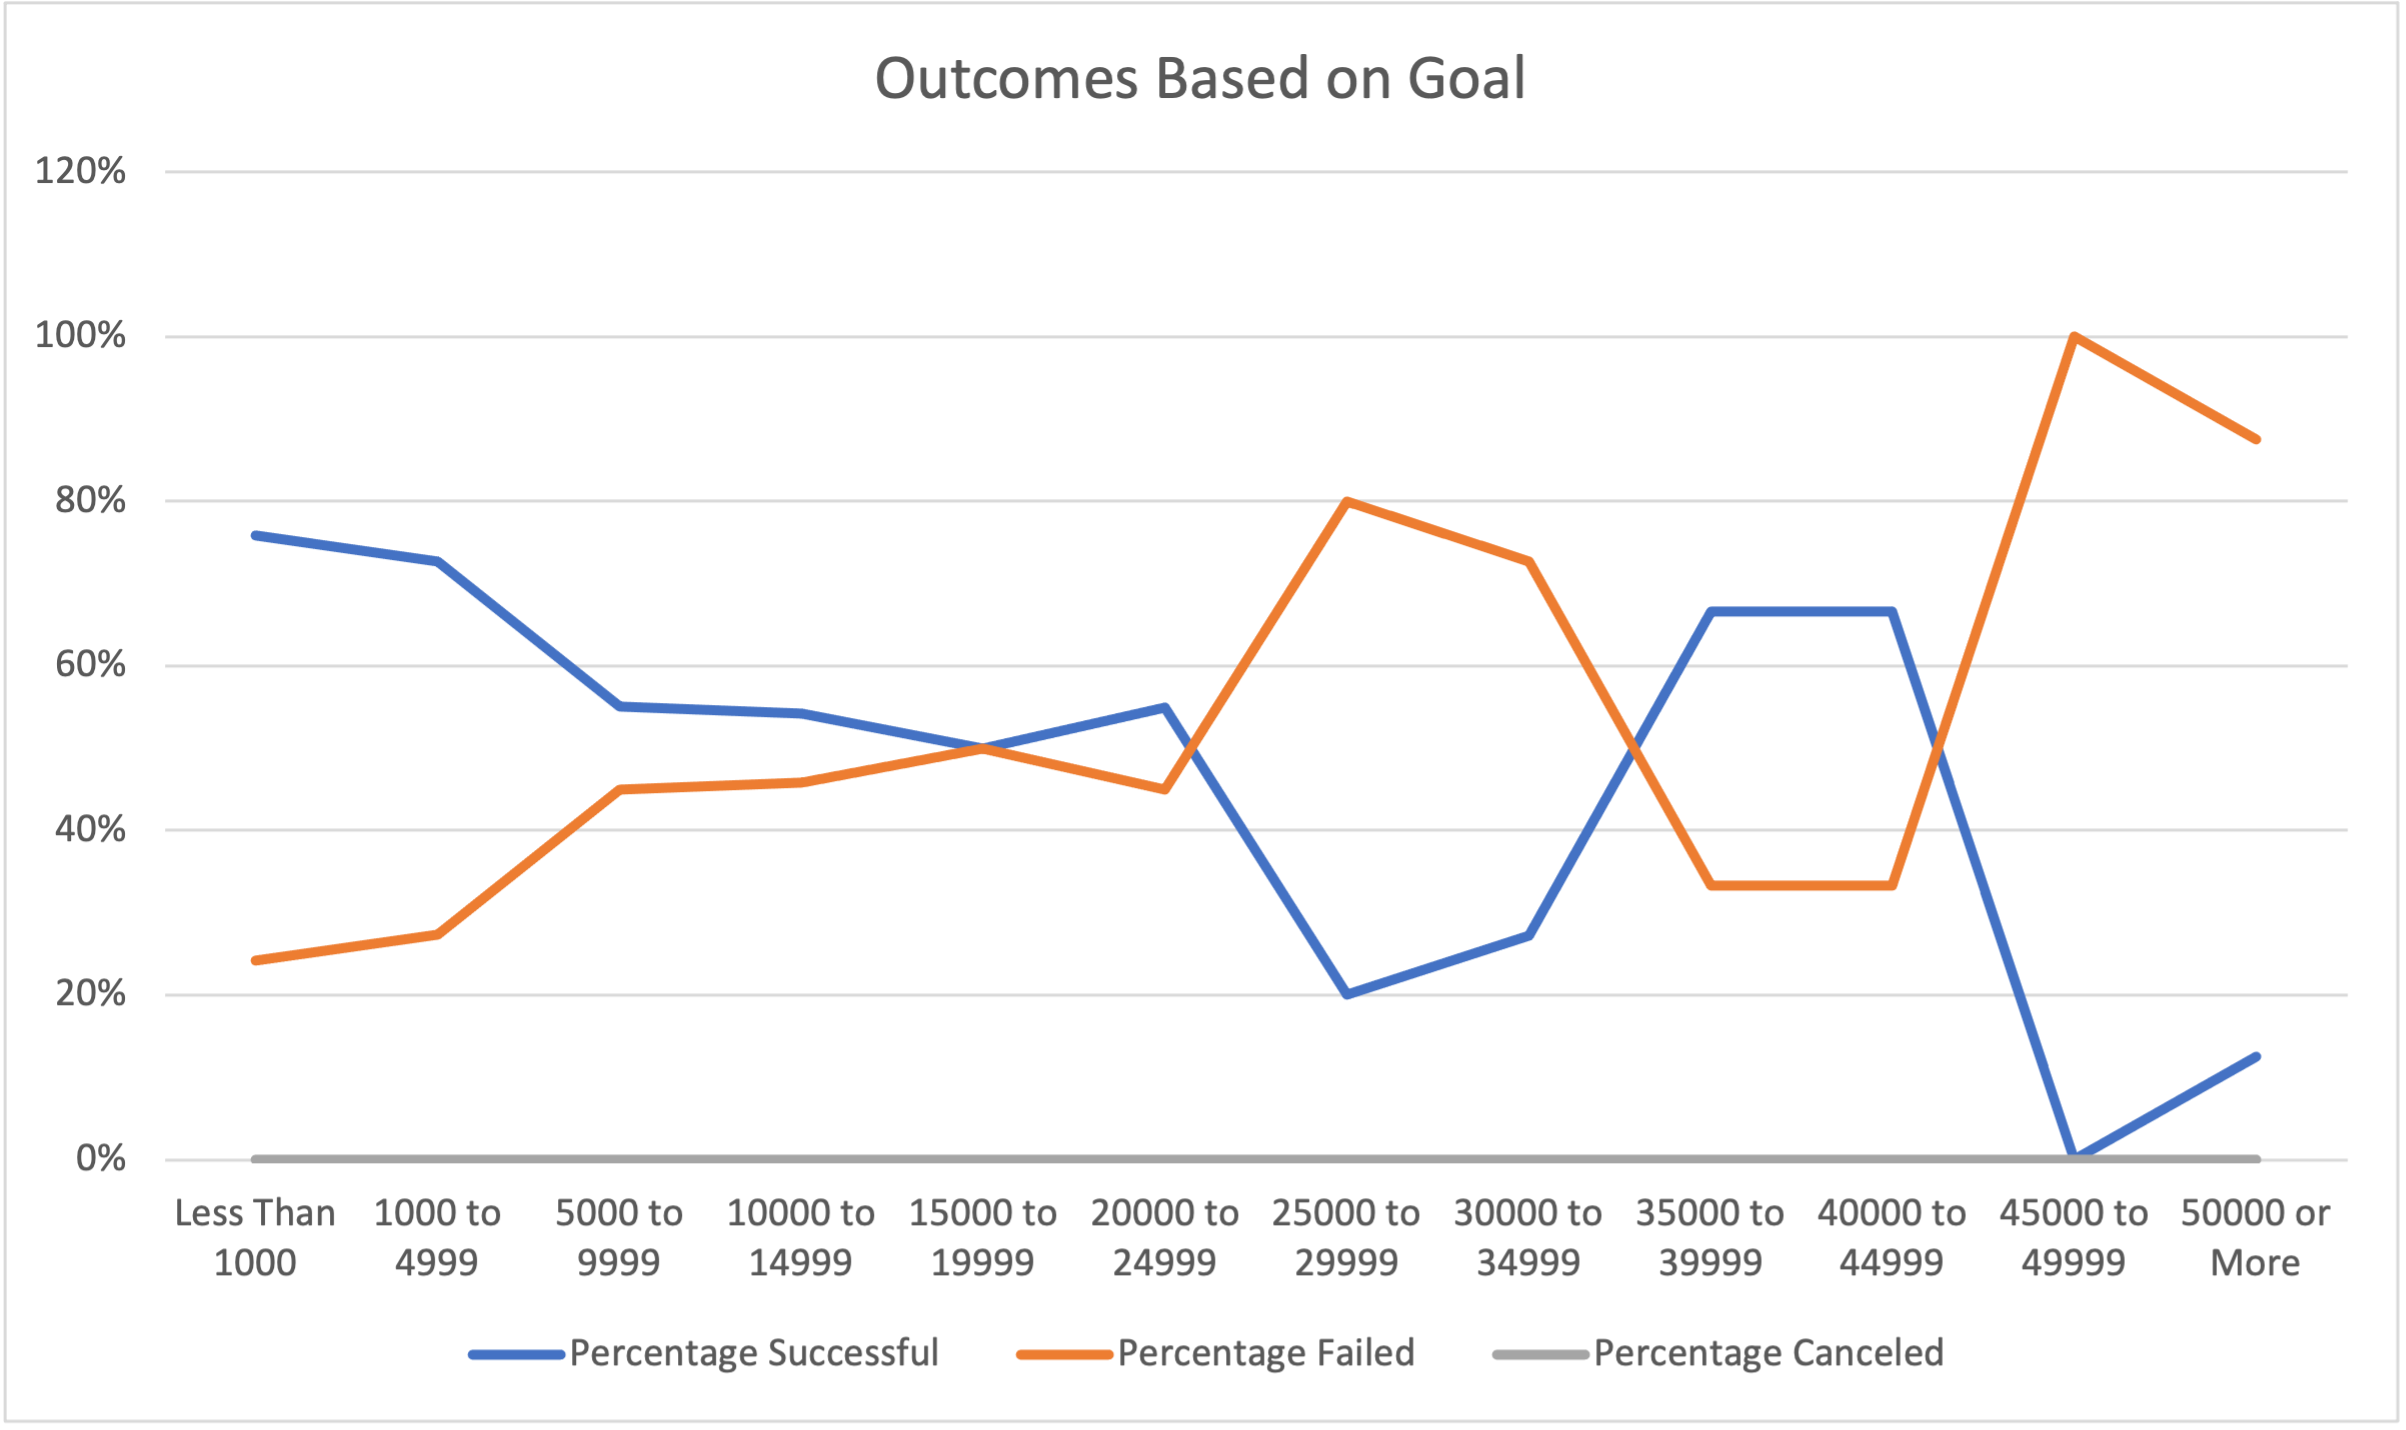 Outcomes Based on Goal
120%
100%
80%
60%
40%
20%
0%
Less Than 1000 to 5000 to 10000 to 15000 to 20000 to 25000 to 30000 to 35000 to 40000 to 45000 to 50000 or
1000 4999 9999 14999 19999 24999 29999 34999 39999 44999 49999 More
Percentage Successful Percentage Failed Percentage Canceled